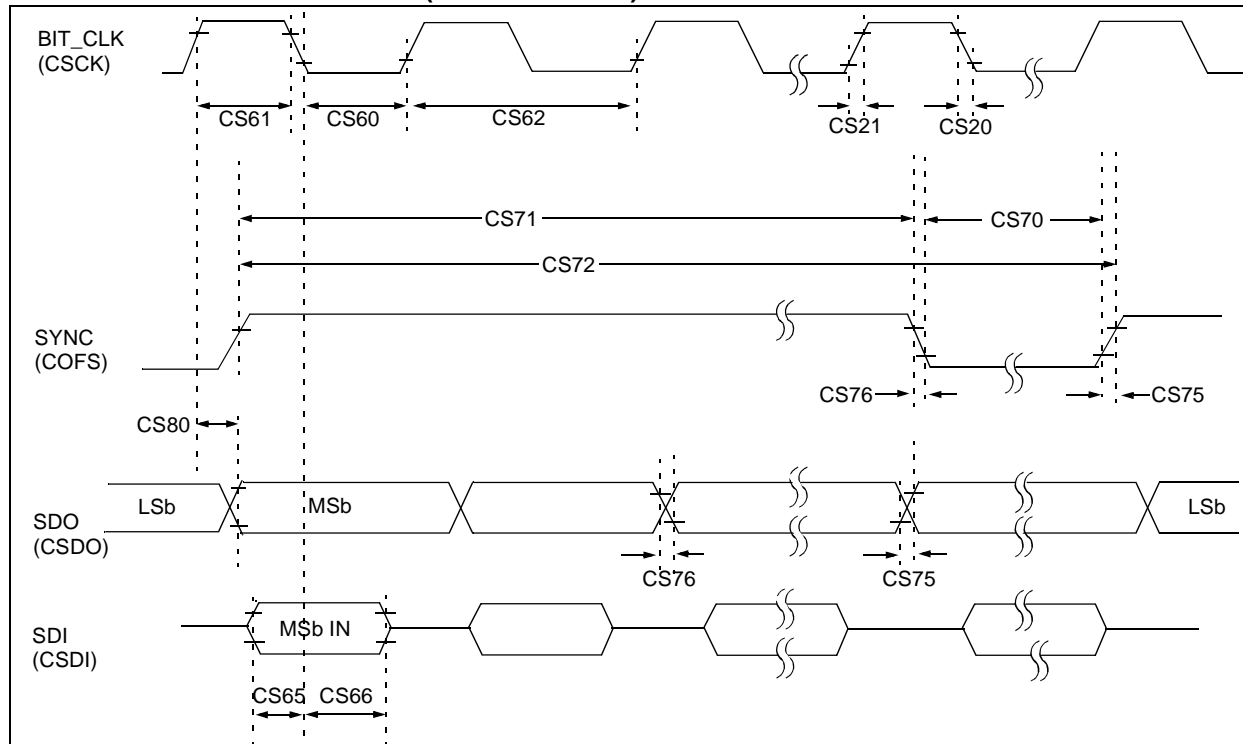 BIT_CLK
(CSCK)
CS61
CS60
CS62
CS21
CS20
CS71
CS70
CS72
SYNC
(COFS)
CS76
CS75
CS80
LSb
MSb
LSb
SDO
(CSDO)
CS76
CS75
MSb IN
SDI
(CSDI)
CS65
CS66